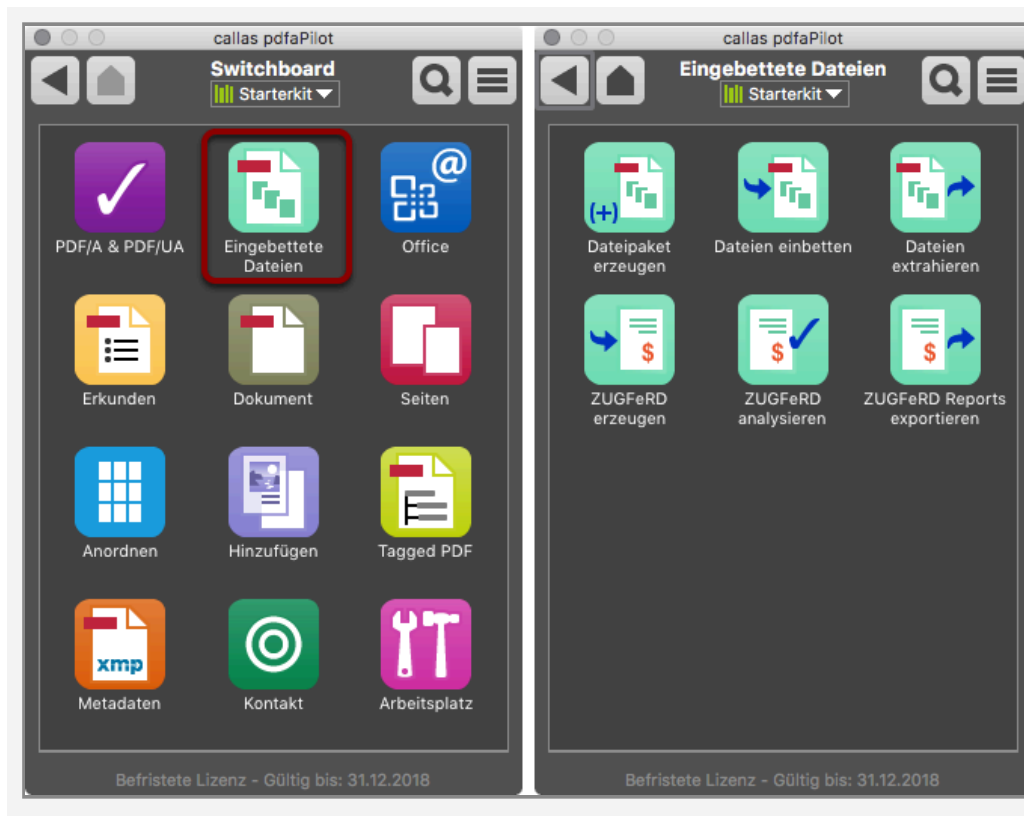 callas pdfaPilot
Switchboard
Starterkit
PDF/A & PDF/UA
Eingebettete
Dateien
@
Office
Erkunden
Dokument
Seiten
Anordnen
Hinzufügen
Tagged PDF
xmp
Metadaten
Kontakt
Arbeitsplatz
Befristete Lizenz - Gültig bis: 31.12.2018
callas pdfaPilot
Eingebettete Dateien
Starterkit
(+)
Dateipaket
erzeugen
Dateien einbetten
Dateien
extrahieren
$
ZUGFeRD
erzeugen
$
ZUGFeRD
analysieren
$
ZUGFeRD Reports
exportieren
Befristete Lizenz - Gültig bis: 31.12.2018